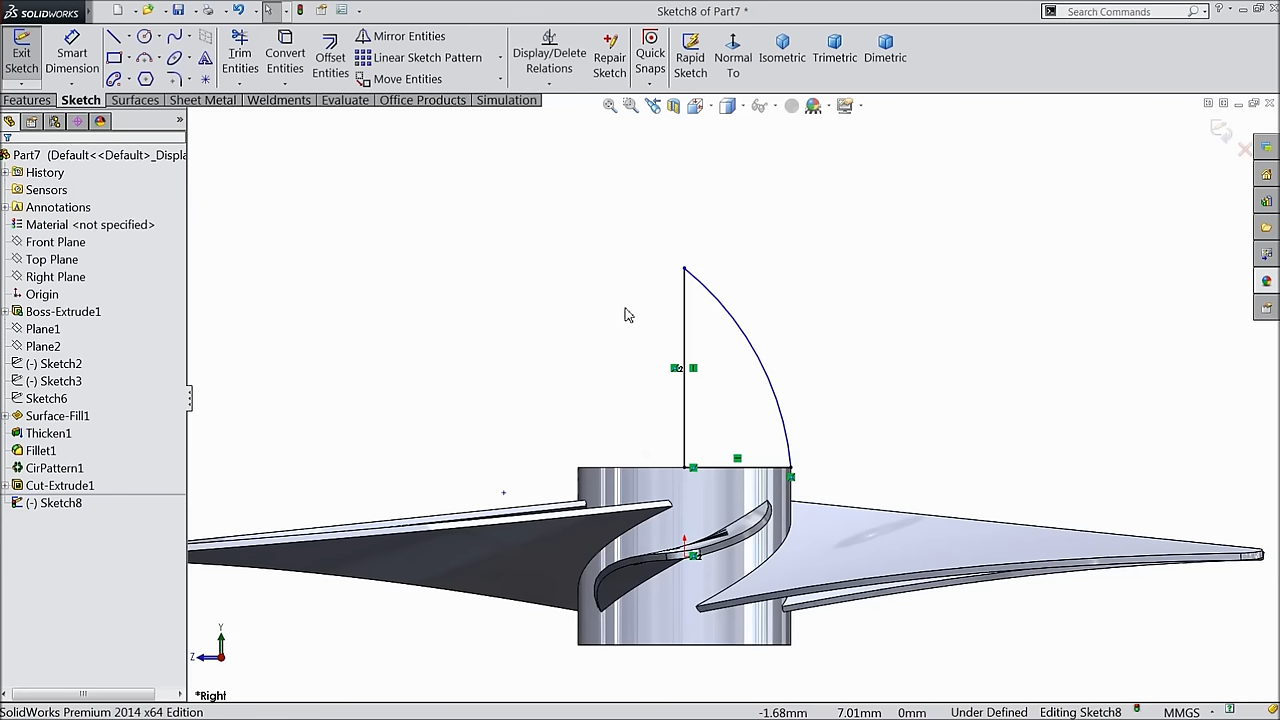 SOLIDWORKS
Sketch8 of Part7 *
Search Commands
Exit Sketch
Smart Dimension
Trim Entities
Convert Entities
Offset Entities
Mirror Entities
Linear Sketch Pattern
Move Entities
Display/Delete Relations
Repair Sketch
Quick Snaps
Rapid Sketch
Normal To
Isometric
Trimetric
Dimetric
Features
Sketch
Surfaces
Sheet Metal
Weldments
Evaluate
Office Products
Simulation
Part7 (Default<<Default>_Displa
History
Sensors
Annotations
Material <not specified>
Front Plane
Top Plane
Right Plane
Origin
Boss-Extrude1
Plane1
Plane2
(-) Sketch2
(-) Sketch3
Sketch6
Surface-Fill1
Thicken1
Fillet1
CirPattern1
Cut-Extrude1
(-) Sketch8
Y
Z
*Right
SolidWorks Premium 2014 x64 Edition
-1.68mm
7.01mm
0mm
Under Defined
Editing Sketch8
MMGS